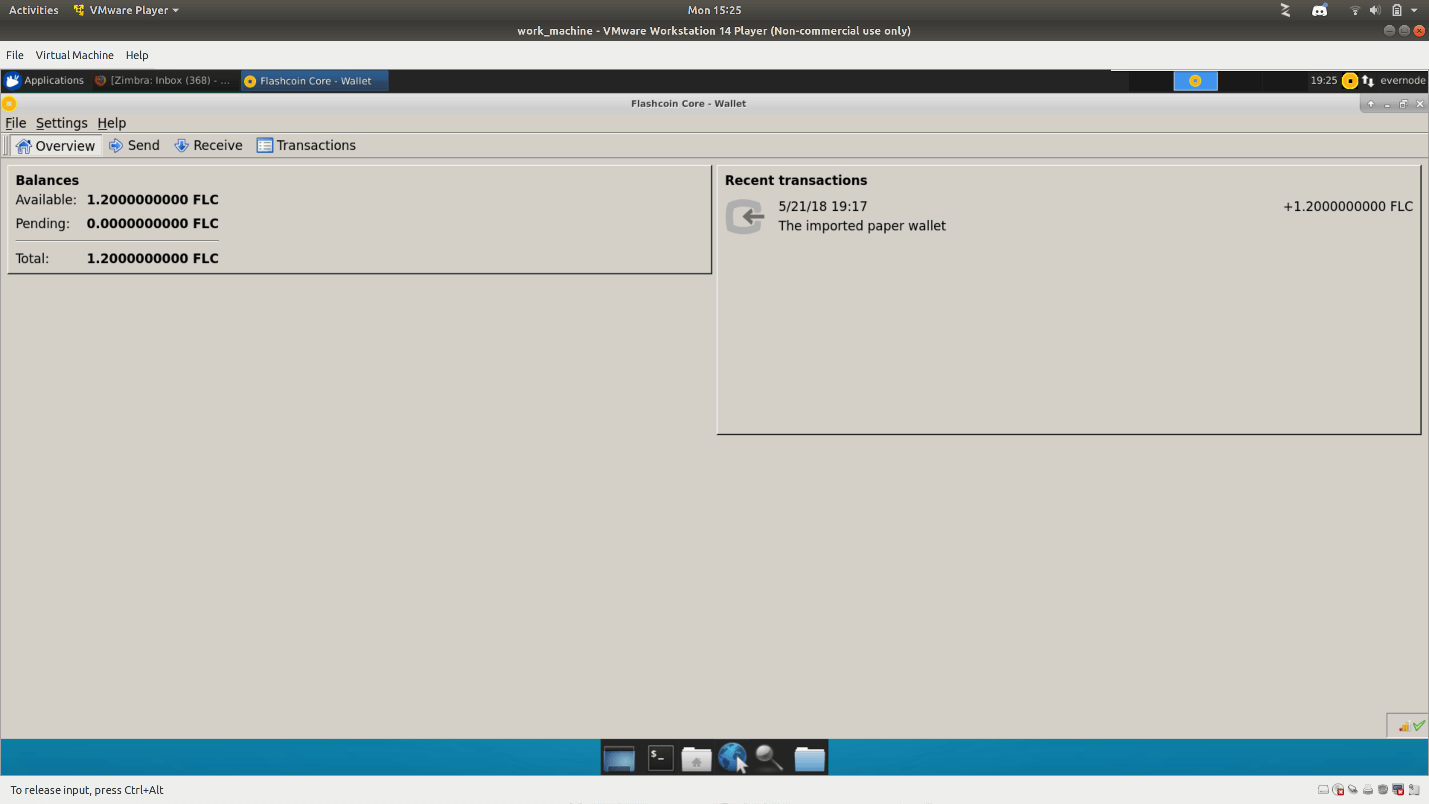 Activities VMware Player Mon 15:25
work_machine - VMware Workstation 14 Player (Non-commercial use only)
File Virtual Machine Help
Applications [Zimbra: Inbox (368) - ... Flashcoin Core - Wallet 19:25 evernode
Flashcoin Core - Wallet
File Settings Help
Overview Send Receive Transactions
Balances
Available: 1.2000000000 FLC
Pending: 0.0000000000 FLC
Total: 1.2000000000 FLC
Recent transactions
5/21/18 19:17 +1.2000000000 FLC
The imported paper wallet
$-
To release input, press Ctrl+Alt